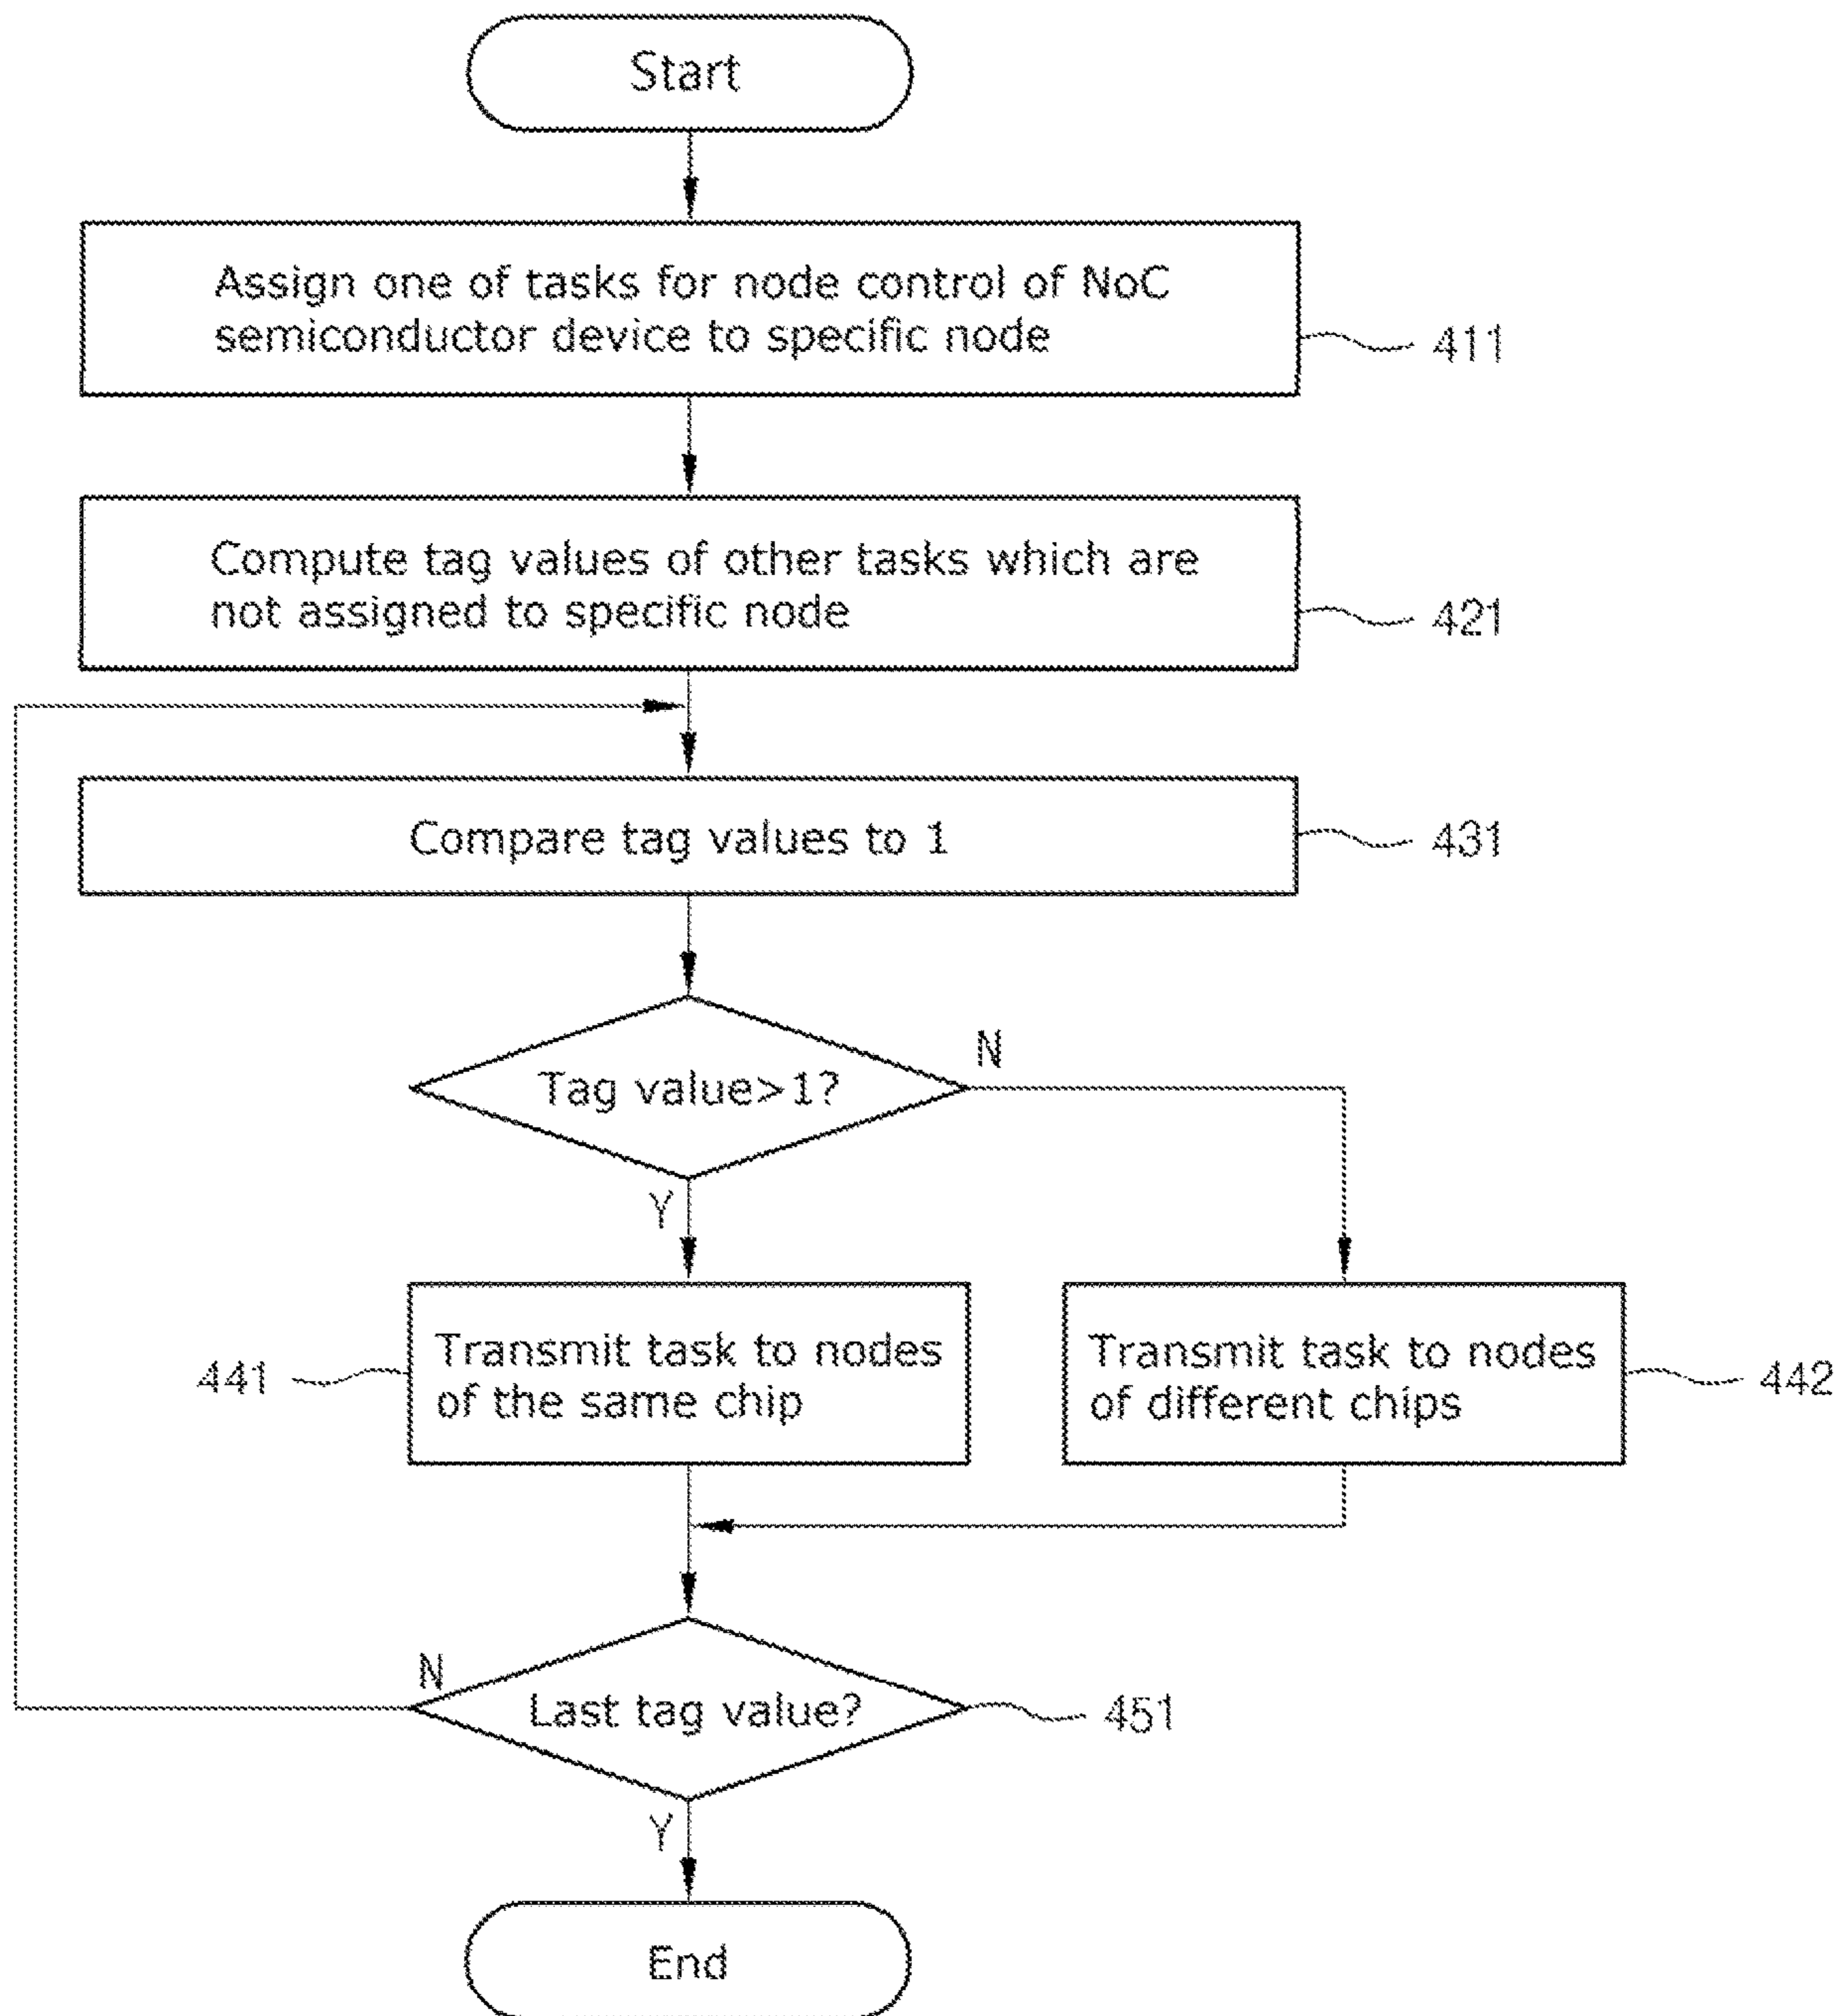 Start
Assign one of tasks for node control of NoC
semiconductor device to specific node
411
Compute tag values of other tasks which are
not assigned to specific node
421
Compare tag values to 1
431
Tag value>1?
N
Y
Transmit task to nodes
of the same chip
441
Transmit task to nodes
of different chips
442
N
Last tag value?
451
Y
End